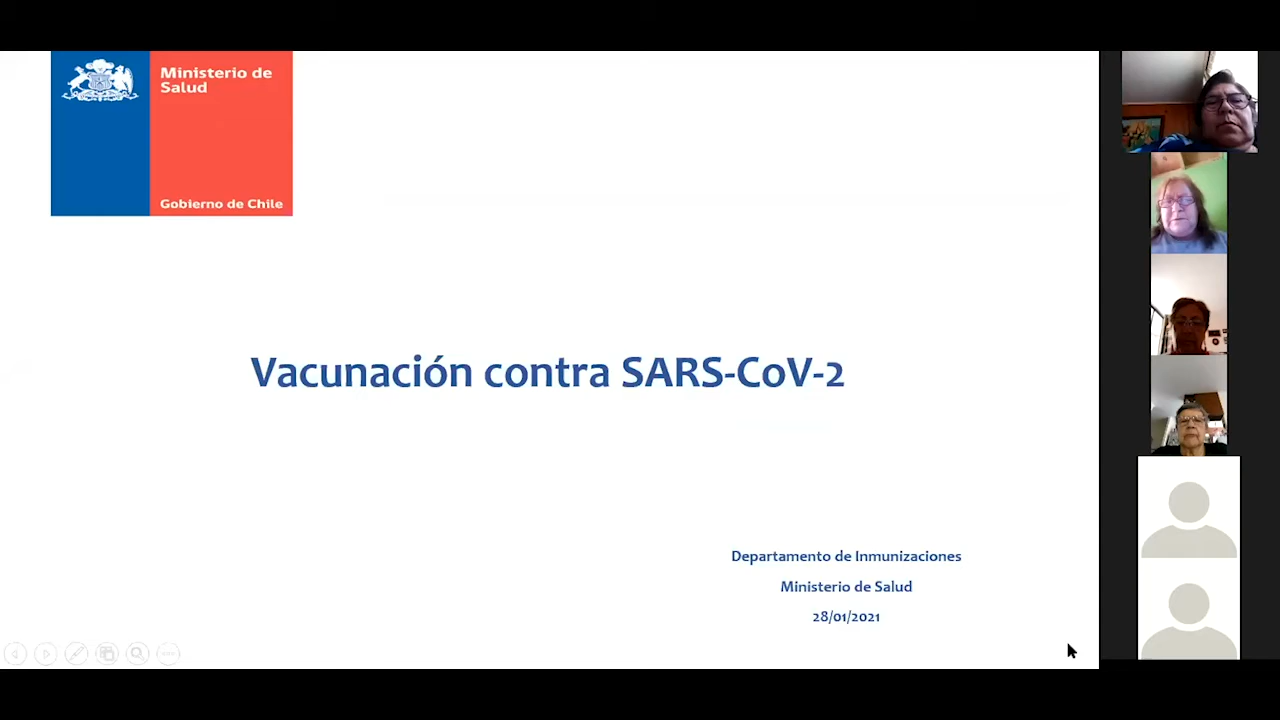 Ministerio de
Salud
Gobierno de Chile
Vacunación contra SARS-CoV-2
Departamento de Inmunizaciones
Ministerio de Salud
28/01/2021